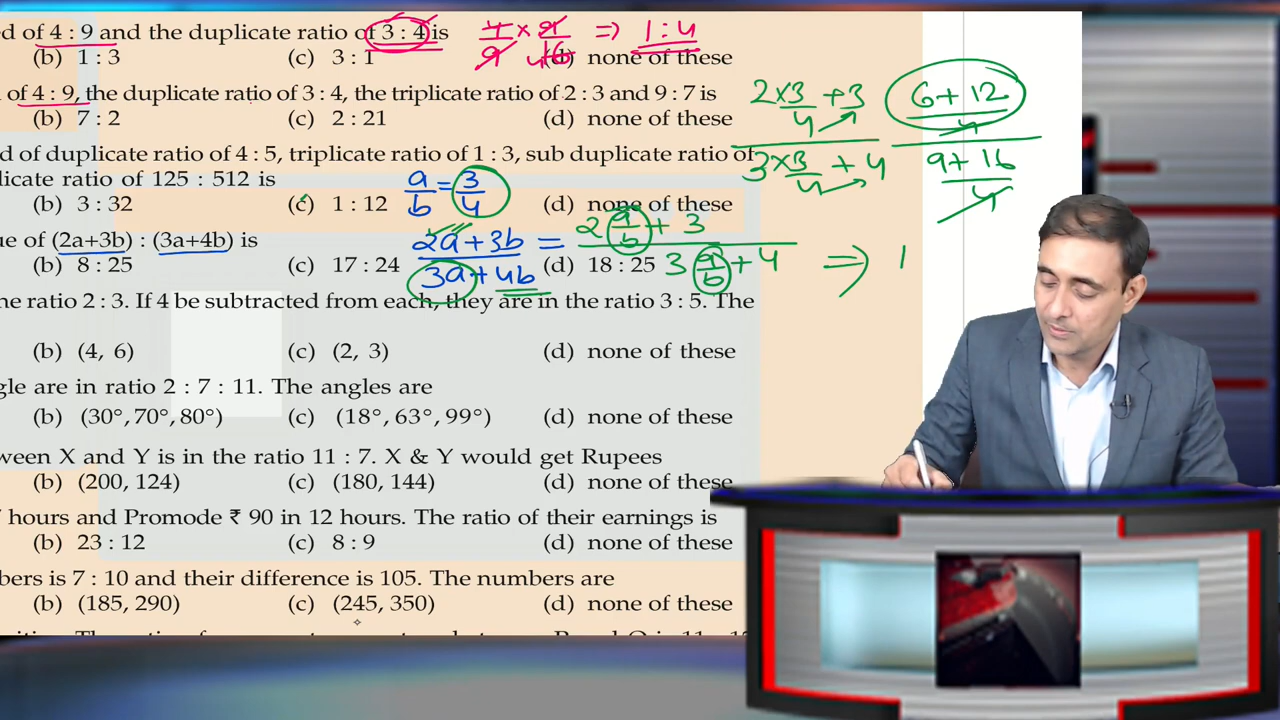 ed of 4 : 9 and the duplicate ratio of 3 : 4 is
4/9 × 9/16 ⇒ 1 : 4
(b) 1 : 3 (c) 3 : 1 (d) none of these
of 4 : 9, the duplicate ratio of 3 : 4, the triplicate ratio of 2 : 3 and 9 : 7 is
(b) 7 : 2 (c) 2 : 21 (d) none of these
d of duplicate ratio of 4 : 5, triplicate ratio of 1 : 3, sub duplicate ratio of
licate ratio of 125 : 512 is
(b) 3 : 32 (c) 1 : 12 (d) none of these
ue of (2a+3b) : (3a+4b) is
(b) 8 : 25 (c) 17 : 24 (d) 18 : 25
a/b = 3/4
2a + 3b / 3a + 4b = 2 a/b + 3 / 3 a/b + 4 ⇒ 1
2×3/4 + 3 / 3×3/4 + 4
6 + 12 / 4
9 + 16 / 4
he ratio 2 : 3. If 4 be subtracted from each, they are in the ratio 3 : 5. The
(b) (4, 6) (c) (2, 3) (d) none of these
gle are in ratio 2 : 7 : 11. The angles are
(b) (30°, 70°, 80°) (c) (18°, 63°, 99°) (d) none of these
ween X and Y is in the ratio 11 : 7. X & Y would get Rupees
(b) (200, 124) (c) (180, 144) (d) none of these
hours and Promode ₹ 90 in 12 hours. The ratio of their earnings is
(b) 23 : 12 (c) 8 : 9 (d) none of these
bers is 7 : 10 and their difference is 105. The numbers are
(b) (185, 290) (c) (245, 350) (d) none of these